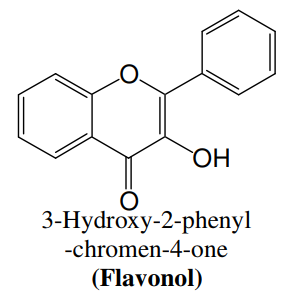 O
OH
O
3-Hydroxy-2-phenyl
-chromen-4-one
(Flavonol)